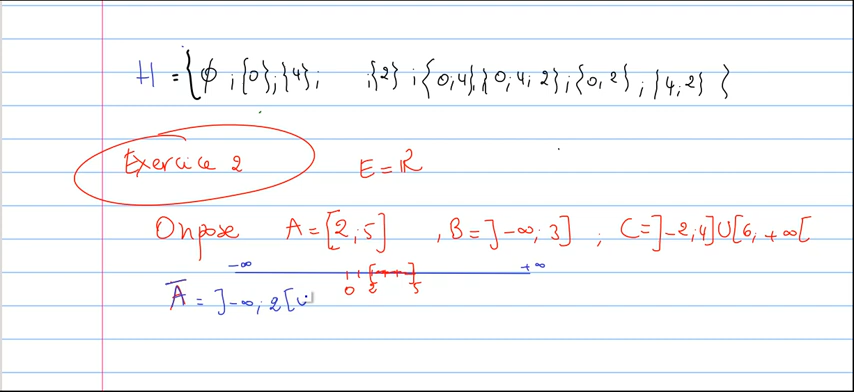 H = {∅ ; {0} ; {4} ; ; {2} ; {0,4} ; {0,4,2} ; {0,2} ; {4,2} }
Exercice 2 E = ℝ
On pose A = [2 ; 5] , B = ]-∞ ; 3] ; C = ]-2,4] U [6, +∞[
-∞ +∞
0 2 5
A̅ = ]-∞ ; 2[ U